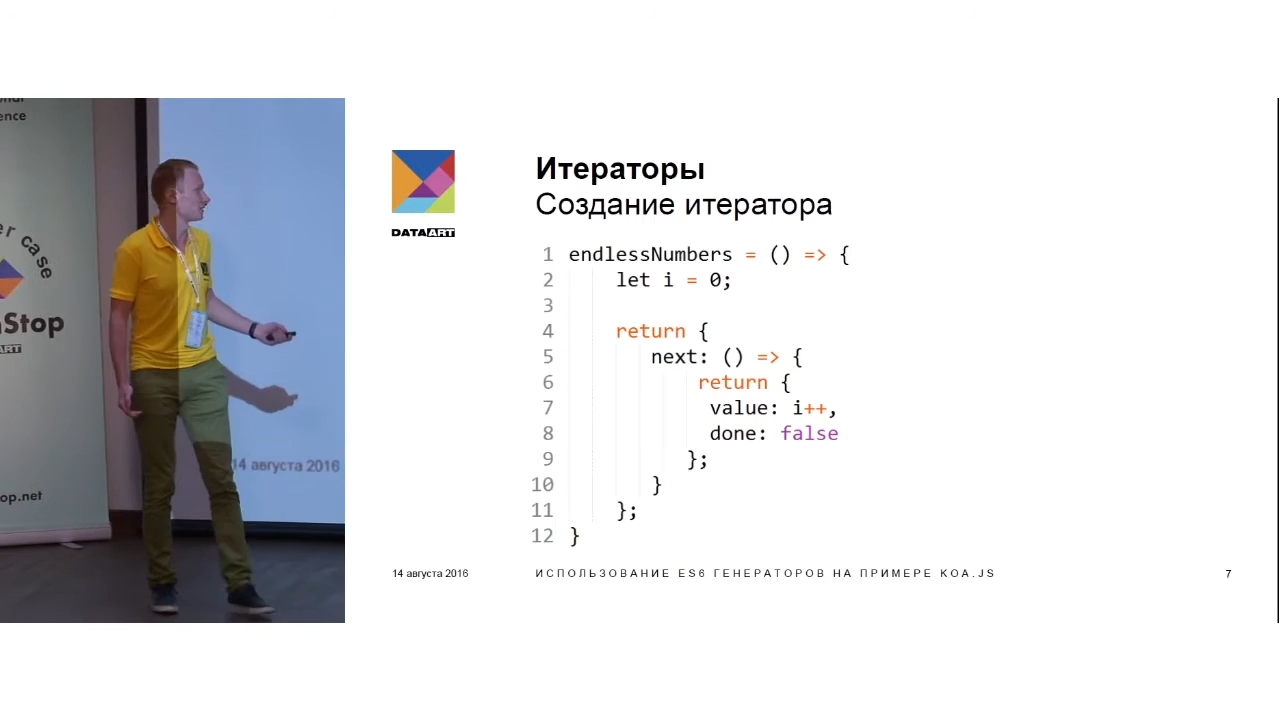 ence
er case
Stop
ART
op.net
14 августа 2016
DATAART
Итераторы
Создание итератора
1 endlessNumbers = () => {
2 let i = 0;
3
4 return {
5 next: () => {
6 return {
7 value: i++,
8 done: false
9 };
10 }
11 };
12 }
14 августа 2016
ИСПОЛЬЗОВАНИЕ ES6 ГЕНЕРАТОРОВ НА ПРИМЕРЕ KOA.JS
7